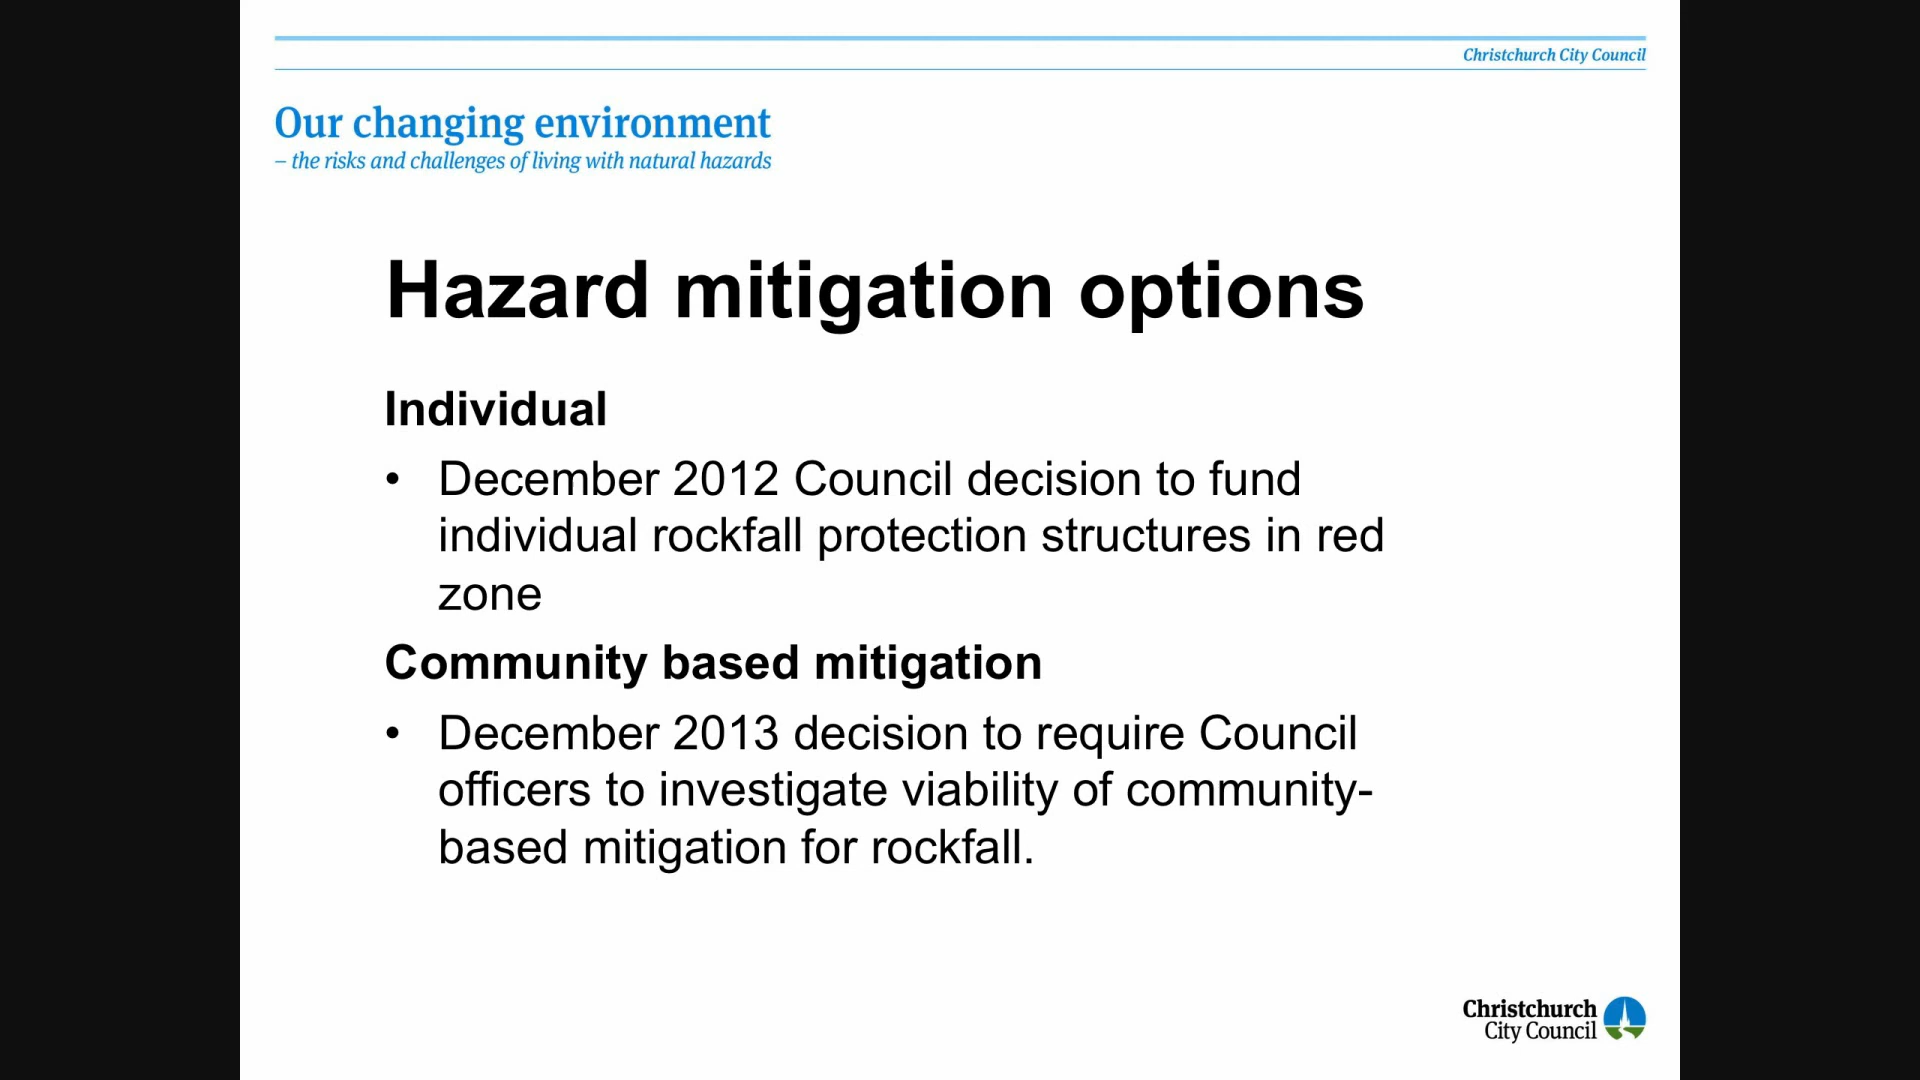 Christchurch City Council
Our changing environment
– the risks and challenges of living with natural hazards
Hazard mitigation options
Individual
• December 2012 Council decision to fund
individual rockfall protection structures in red
zone
Community based mitigation
• December 2013 decision to require Council
officers to investigate viability of community-
based mitigation for rockfall.
Christchurch
City Council